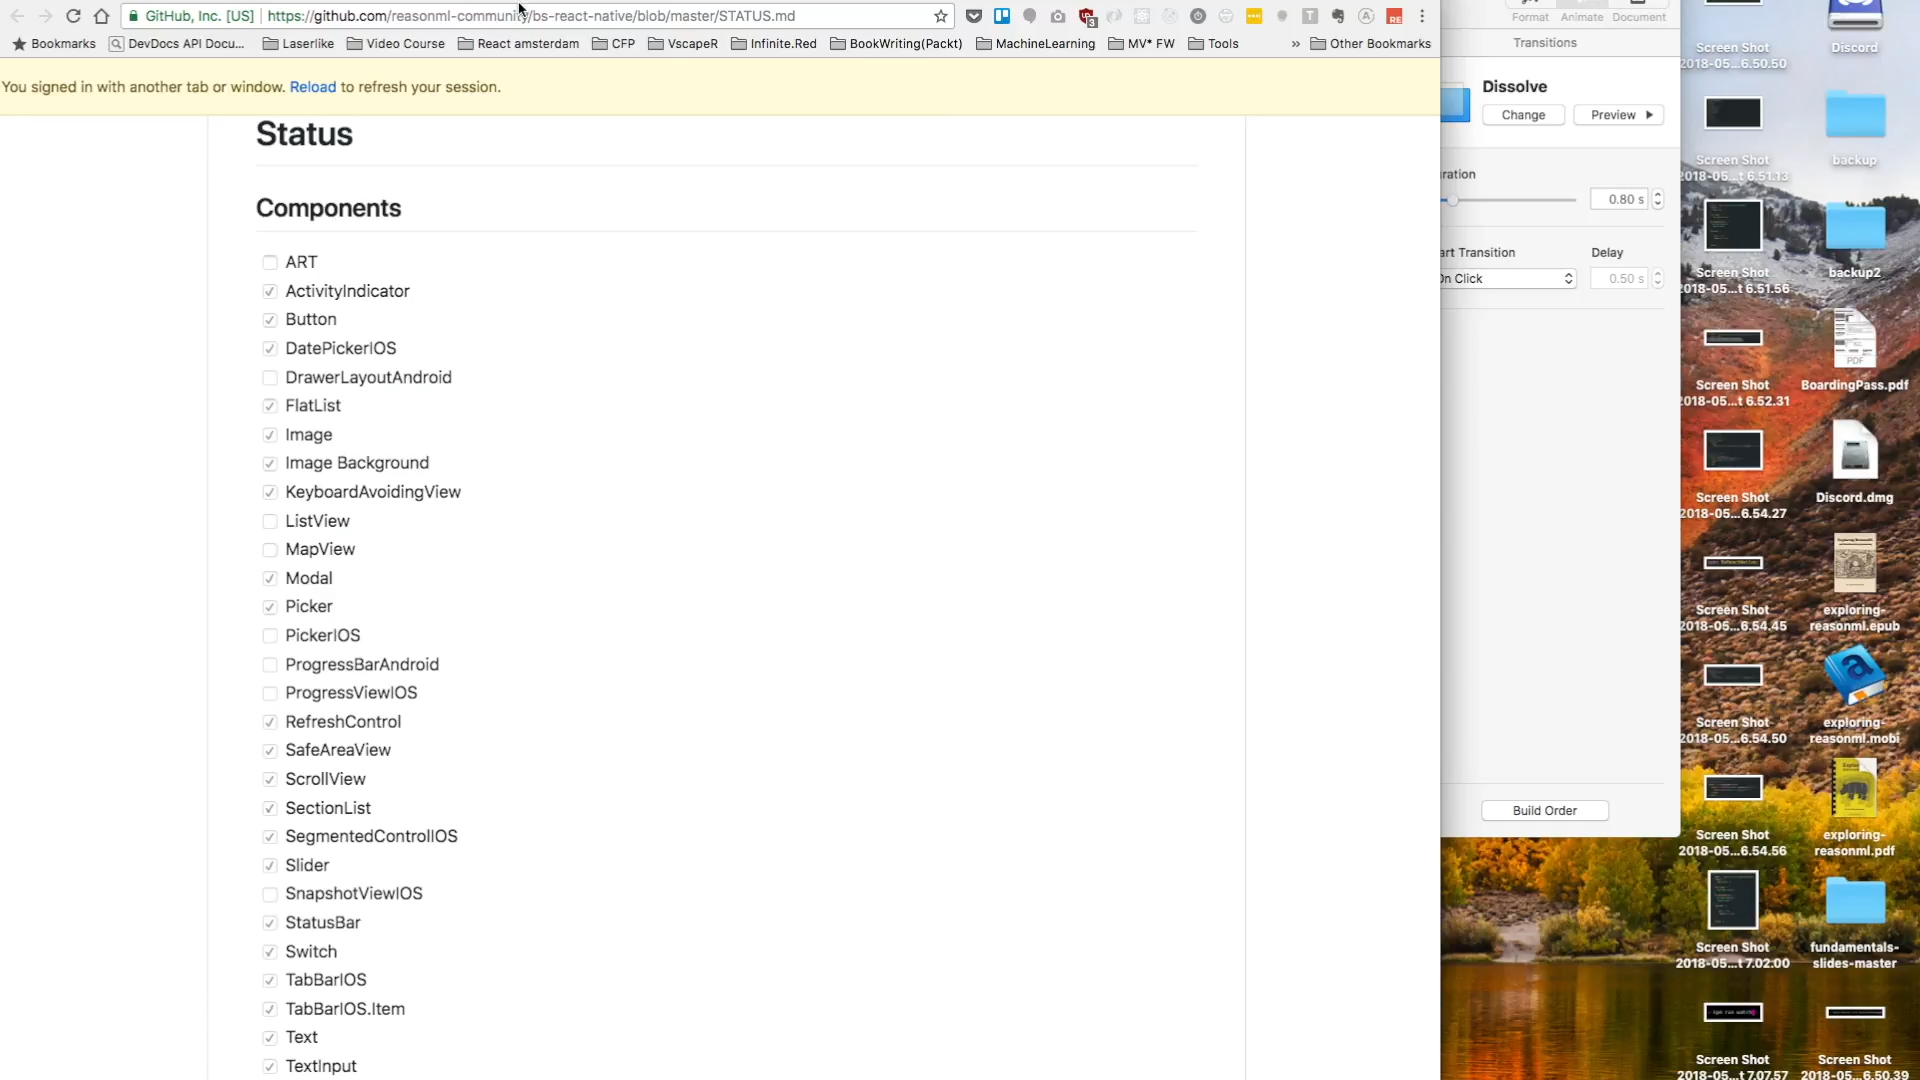 GitHub, Inc. [US]
https://github.com/reasonml-community/bs-react-native/blob/master/STATUS.md
3
T
A
RE
Bookmarks
DevDocs API Docu...
Laserlike
Video Course
React amsterdam
CFP
VscapeR
Infinite.Red
BookWriting(Packt)
MachineLearning
MV* FW
Tools
»
Other Bookmarks
You signed in with another tab or window. Reload to refresh your session.
Status
Components
ART
ActivityIndicator
Button
DatePickerIOS
DrawerLayoutAndroid
FlatList
Image
Image Background
KeyboardAvoidingView
ListView
MapView
Modal
Picker
PickerIOS
ProgressBarAndroid
ProgressViewIOS
RefreshControl
SafeAreaView
ScrollView
SectionList
SegmentedControlIOS
Slider
SnapshotViewIOS
StatusBar
Switch
TabBarIOS
TabBarIOS.Item
Text
TextInput
Format
Animate
Document
Transitions
Dissolve
Change
Preview
ration
0.80 s
art Transition
Delay
On Click
0.50 s
Build Order
Screen Shot
2018-05...6.50.50
Discord
Screen Shot
2018-05...t 6.51.13
backup
Screen Shot
2018-05...t 6.51.56
backup2
PDF
Screen Shot
2018-05...t 6.52.31
BoardingPass.pdf
Screen Shot
2018-05...6.54.27
Discord.dmg
Screen Shot
2018-05...6.54.45
exploring-
reasonml.epub
Screen Shot
2018-05...6.54.50
exploring-
reasonml.mobi
Screen Shot
2018-05...6.54.56
exploring-
reasonml.pdf
Screen Shot
2018-05...t 7.02.00
fundamentals-
slides-master
Screen Shot
2018-05...t 7.07.57
Screen Shot
2018-05...6.50.39